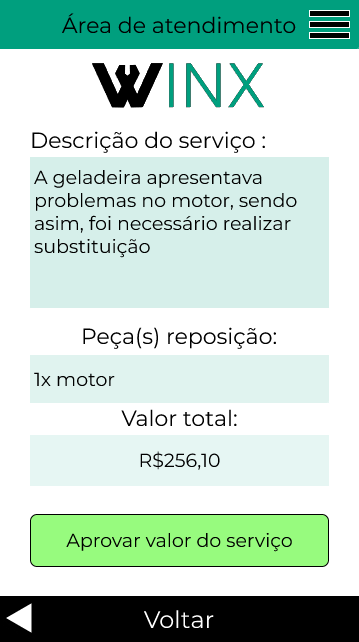 Área de atendimento
WINX
Descrição do serviço :
A geladeira apresentava
problemas no motor, sendo
asim, foi necessário realizar
substituição
Peça(s) reposição:
1x motor
Valor total:
R$256,10
Aprovar valor do serviço
Voltar